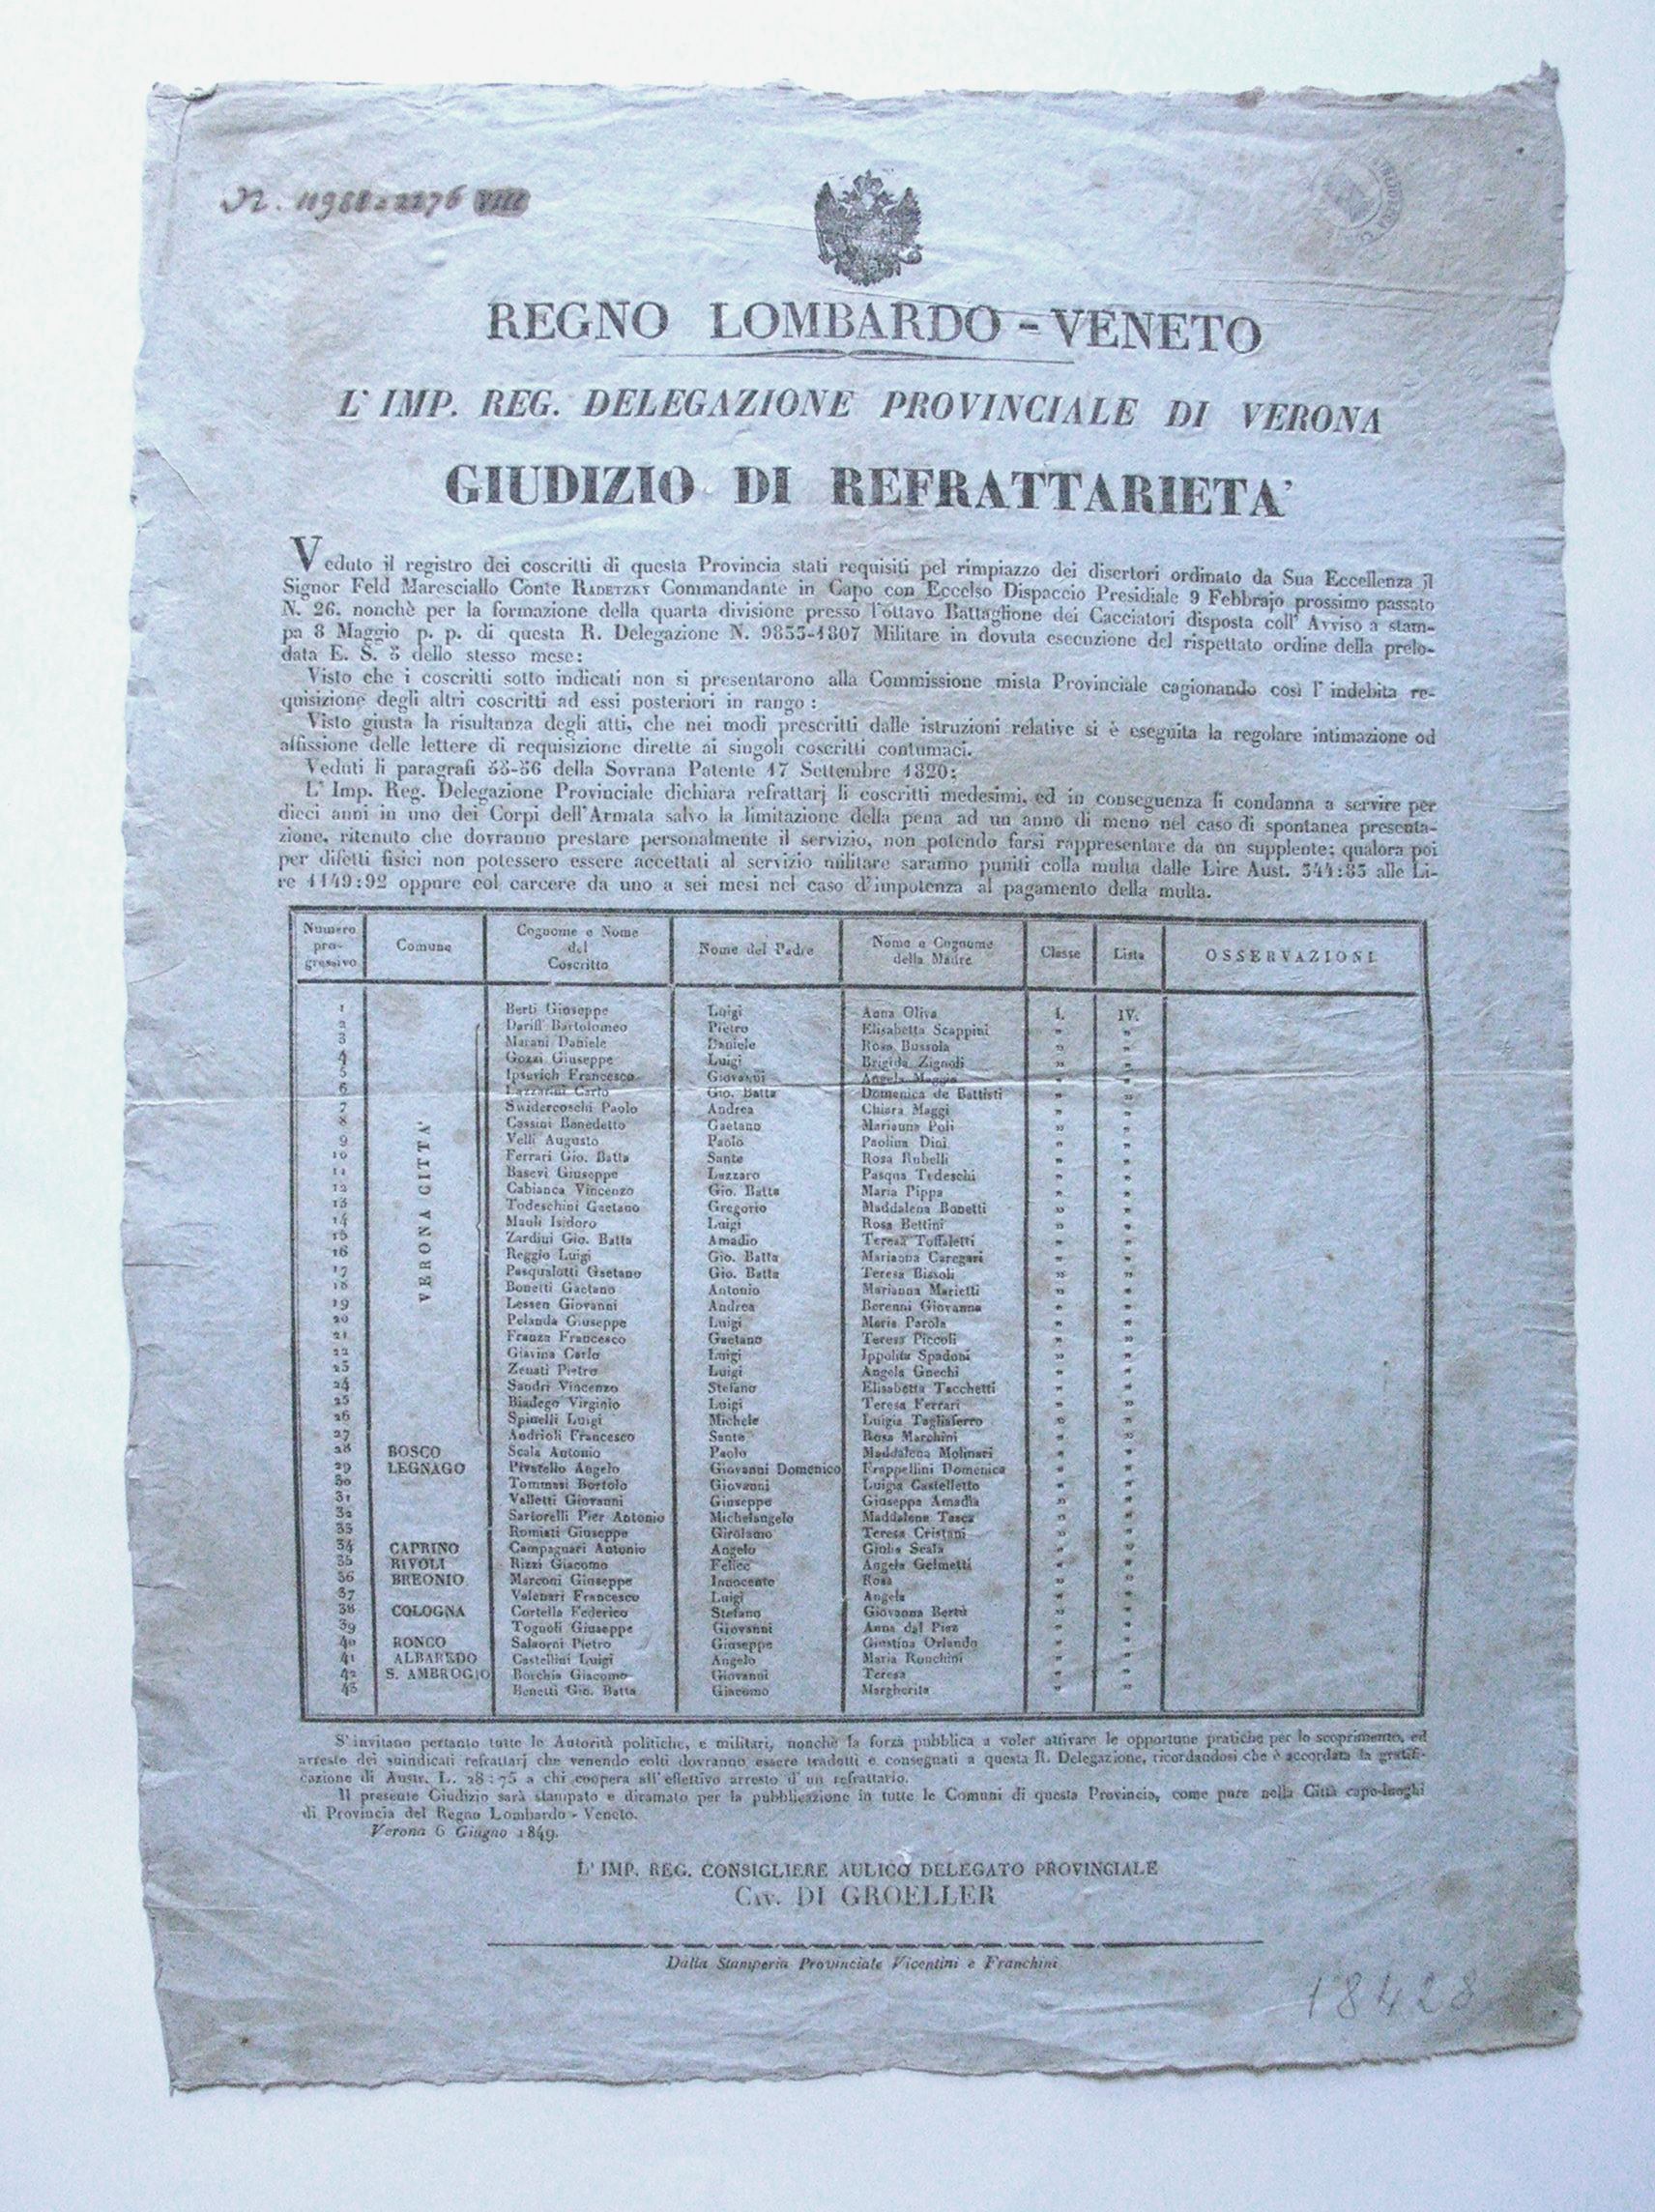 N. 11988=2276 VIII
REGNO LOMBARDO - VENETO
L' IMP. REG. DELEGAZIONE PROVINCIALE DI VERONA
GIUDIZIO DI REFRATTARIETA'
Veduto il registro dei coscritti di questa Provincia stati requisiti pel rimpiazzo dei disertori ordinato da Sua Eccellenza il
Signor Feld Maresciallo Conte RADETZKY Commandante in Capo con Eccelso Dispaccio Presidiale 9 Febbrajo prossimo passato
N. 26. nonchè per la formazione della quarta divisione presso l'ottavo Battaglione dei Cacciatori disposta coll' Avviso a stam-
pa 8 Maggio p. p. di questa R. Delegazione N. 9855-1807 Militare in dovuta esecuzione del rispettato ordine della prelo-
data E. S. 5 dello stesso mese:
Visto che i coscritti sotto indicati non si presentarono alla Commissione mista Provinciale cagionando così l' indebita re-
quisizione degli altri coscritti ad essi posteriori in rango:
Visto giusta la risultanza degli atti, che nei modi prescritti dalle istruzioni relative si è eseguita la regolare intimazione od
affissione delle lettere di requisizione dirette ai singoli coscritti contumaci.
Veduti li paragrafi 35-36 della Sovrana Patente 17 Settembre 1820;
L' Imp. Reg. Delegazione Provinciale dichiara refrattarj li coscritti medesimi, ed in conseguenza li condanna a servire per
dieci anni in uno dei Corpi dell'Armata salvo la limitazione della pena ad un anno di meno nel caso di spontanea presenta-
zione, ritenuto che dovranno prestare personalmente il servizio, non potendo farsi rappresentare da un supplente; qualora poi
per difetti fisici non potessero essere accettati al servizio militare saranno puniti colla multa dalle Lire Aust. 344:83 alle Li-
re 1149:92 oppure col carcere da uno a sei mesi nel caso d'impotenza al pagamento della multa.
Numero progressivo Comune Cognome e Nome del Coscritto Nome del Padre Nome e Cognome della Madre Classe Lista OSSERVAZIONI
VERONA CITTA'
1 Berti Giuseppe Luigi Anna Oliva I. IV.
2 Darill Bartolomeo Pietro Elisabetta Scappini " "
3 Marani Daniele Daniele Rosa Bussola " "
4 Gozzi Giuseppe Luigi Brigida Zignoli " "
5 Ipsevich Francesco Giovanni Angela Maggio " "
6 Lazzarini Carlo Gio. Batta Domenica de Battisti " "
7 Swidercoschi Paolo Andrea Chiara Maggi " "
8 Cassini Benedetto Gaetano Marianna Poli " "
9 Velli Augusto Paolo Paolina Dini " "
10 Ferrari Gio. Batta Sante Rosa Rubelli " "
11 Basevi Giuseppe Lazzaro Pasqua Tedeschi " "
12 Cabianca Vincenzo Gio. Batta Maria Pippa " "
13 Todeschini Gaetano Gregorio Maddalena Bonetti " "
14 Mauli Isidoro Luigi Rosa Bettini " "
15 Zardini Gio. Batta Amadio Teresa Toffaletti " "
16 Reggio Luigi Gio. Batta Marianna Caregari " "
17 Pasqualotti Gaetano Gio. Batta Teresa Bissoli " "
18 Bonetti Gaetano Antonio Marianna Marietti " "
19 Lessen Giovanni Andrea Berenni Giovanna " "
20 Pelanda Giuseppe Luigi Maria Parola " "
21 Franza Francesco Gaetano Teresa Piccoli " "
22 Giavina Carlo Luigi Ippolita Spadoni " "
23 Zenati Pietro Luigi Angela Gnechi " "
24 Sandri Vincenzo Stefano Elisabetta Tacchetti " "
25 Biadego Virginio Luigi Teresa Ferrari " "
26 Spinelli Luigi Michele Luigia Tagliaferro " "
27 Andrioli Francesco Sante Rosa Marchini " "
28 BOSCO Scala Antonio Paolo Maddalena Molinari " "
29 LEGNAGO Pivatello Angelo Giovanni Domenico Frappellini Domenica " "
30 Tommasi Bortolo Giovanni Luigia Castelletto " "
31 Valletti Giovanni Giuseppe Giuseppa Amadia " "
32 Sartorelli Pier Antonio Michelangelo Maddalena Tasca " "
33 Romiati Giuseppe Girolamo Teresa Cristani " "
34 CAPRINO Campagnari Antonio Angelo Giulia Scala " "
35 RIVOLI Rizzi Giacomo Felice Angela Gelmetti " "
36 BREONIO Marconi Giuseppe Innocento Rosa " "
37 Valenari Francesco Luigi Angela " "
38 COLOGNA Cortella Federico Stefano Giovanna Bertù " "
39 Tognoli Giuseppe Giovanni Anna dal Pian " "
40 RONCO Salaorni Pietro Giuseppe Giustina Orlando " "
41 ALBAREDO Castellini Luigi Angelo Maria Ronchini " "
42 S. AMBROGIO Borchia Giacomo Giovanni Teresa " "
43 Benetti Gio. Batta Giacomo Margherita " "
S' invitano pertanto tutte le Autorità politiche, e militari, nonchè la forza pubblica a voler attivare le opportune pratiche per lo scoprimento, ed
arresto dei suindicati refrattarj che venendo colti dovranno essere tradotti e consegnati a questa R. Delegazione, ricordandosi che è accordata la gratifi-
cazione di Austr. L. 28:75 a chi coopera all' effettivo arresto d' un refrattario.
Il presente Giudizio sarà stampato e diramato per la pubblicazione in tutte le Comuni di questa Provincia, come pure nella Città capo-luoghi
di Provincia del Regno Lombardo - Veneto.
Verona 6 Giugno 1849.
L' IMP. REG. CONSIGLIERE AULICO DELEGATO PROVINCIALE
CAV. DI GROELLER
Dalla Stamperia Provinciale Vicentini e Franchini
18428